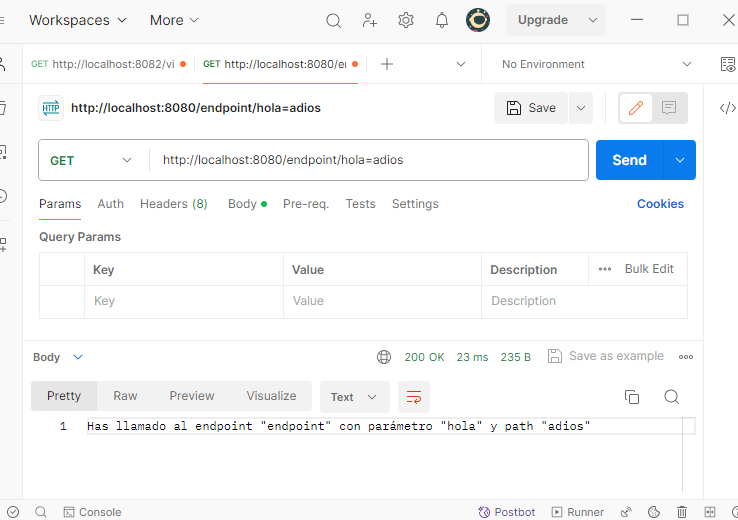 Workspaces More Upgrade
GET http://localhost:8082/vi GET http://localhost:8080/en No Environment
HTTP http://localhost:8080/endpoint/hola=adios Save
GET http://localhost:8080/endpoint/hola=adios Send
Params Auth Headers (8) Body Pre-req. Tests Settings Cookies
Query Params
Key Value Description Bulk Edit
Key Value Description
Body 200 OK 23 ms 235 B Save as example
Pretty Raw Preview Visualize Text
1 Has llamado al endpoint "endpoint" con parámetro "hola" y path "adios"
Console Postbot Runner